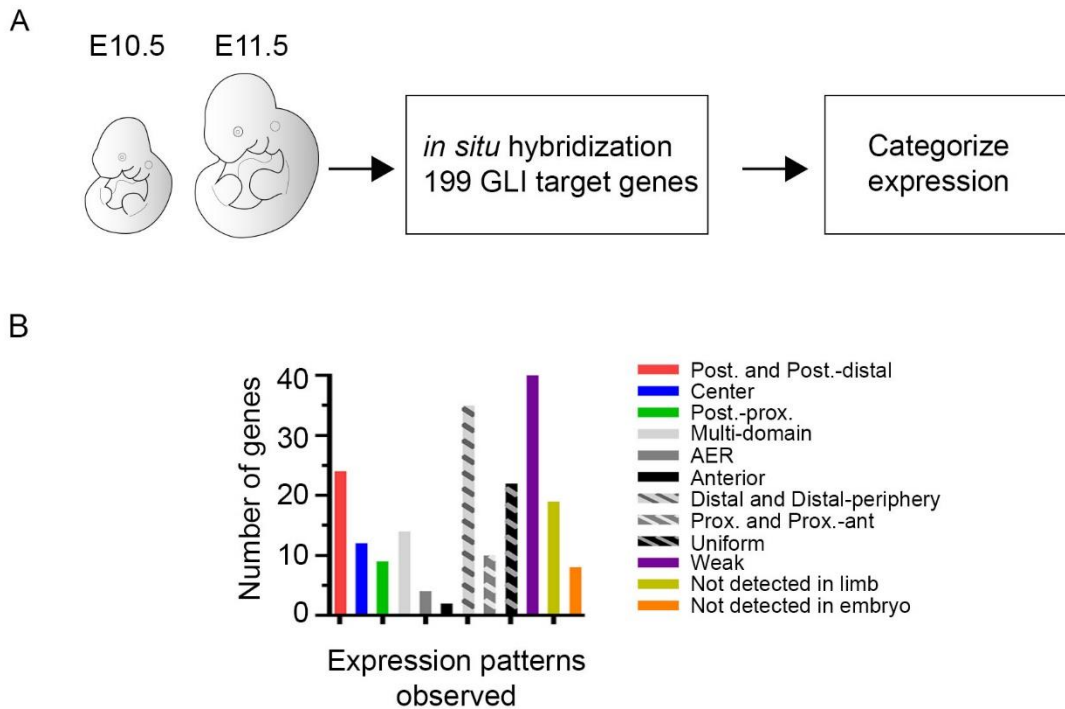 A
E10.5 E11.5
in situ hybridization
199 GLI target genes
Categorize
expression
B
Number of genes
40
30
20
10
0
Expression patterns
observed
Post. and Post.-distal
Center
Post.-prox.
Multi-domain
AER
Anterior
Distal and Distal-periphery
Prox. and Prox.-ant
Uniform
Weak
Not detected in limb
Not detected in embryo